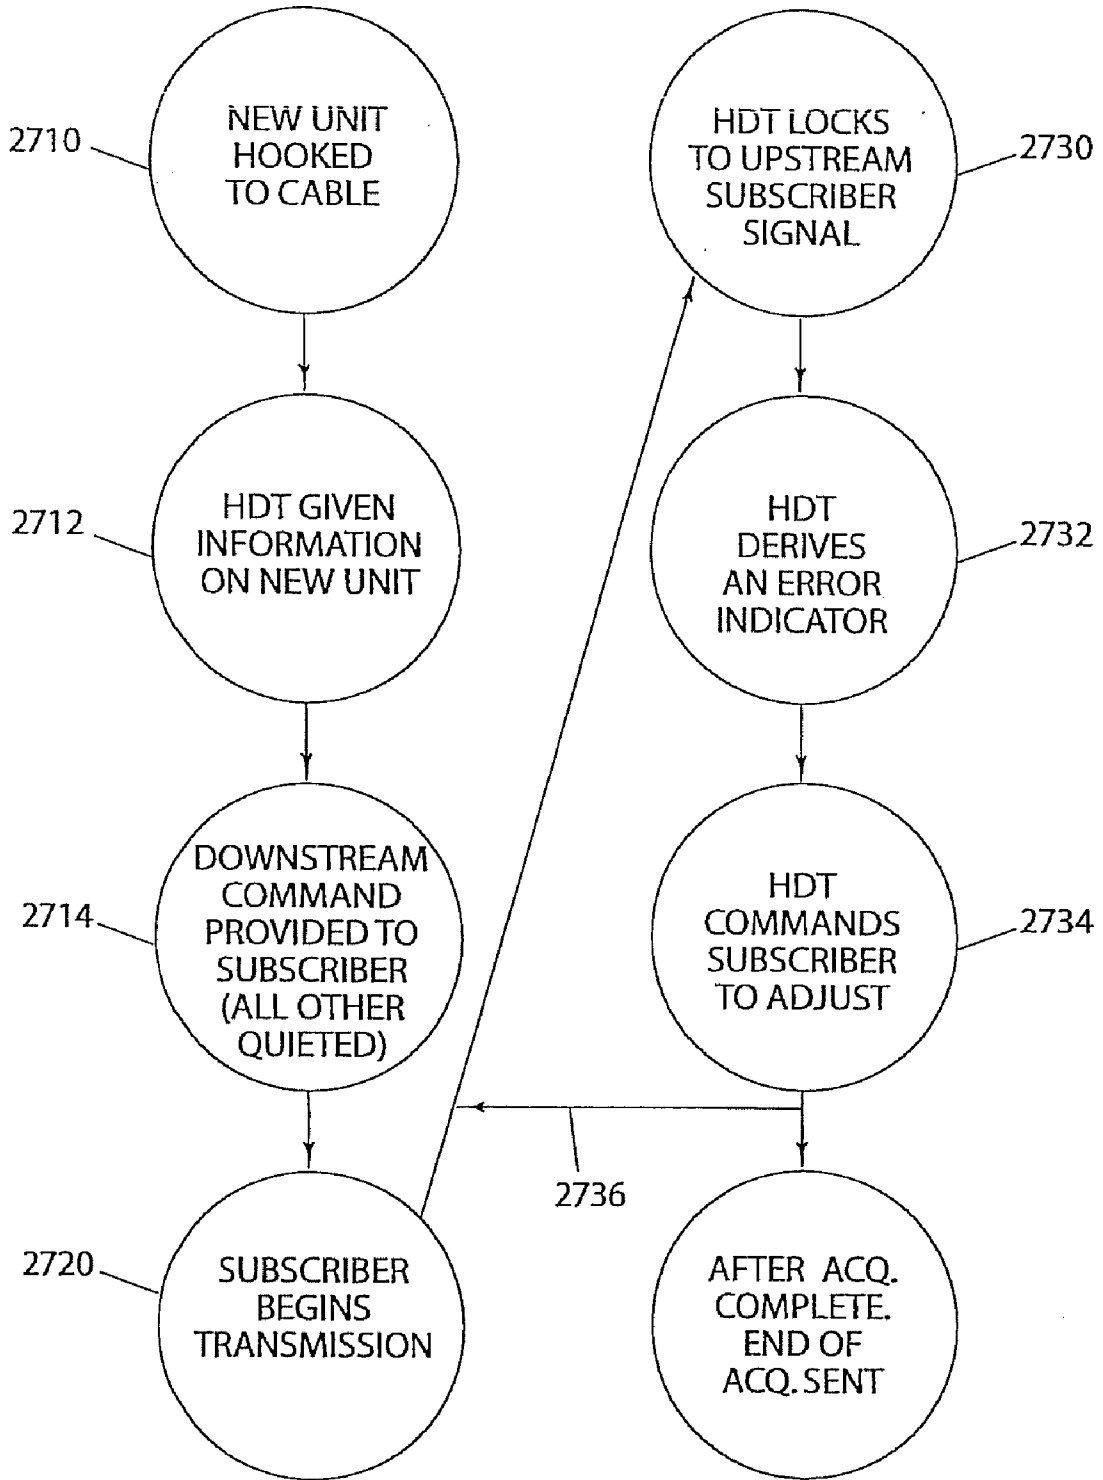 2710
NEW UNIT
HOOKED
TO CABLE
2712
HDT GIVEN
INFORMATION
ON NEW UNIT
2714
DOWNSTREAM
COMMAND
PROVIDED TO
SUBSCRIBER
(ALL OTHER
QUIETED)
2720
SUBSCRIBER
BEGINS
TRANSMISSION
HDT LOCKS
TO UPSTREAM
SUBSCRIBER
SIGNAL
2730
HDT
DERIVES
AN ERROR
INDICATOR
2732
HDT
COMMANDS
SUBSCRIBER
TO ADJUST
2734
2736
AFTER ACQ.
COMPLETE.
END OF
ACQ. SENT